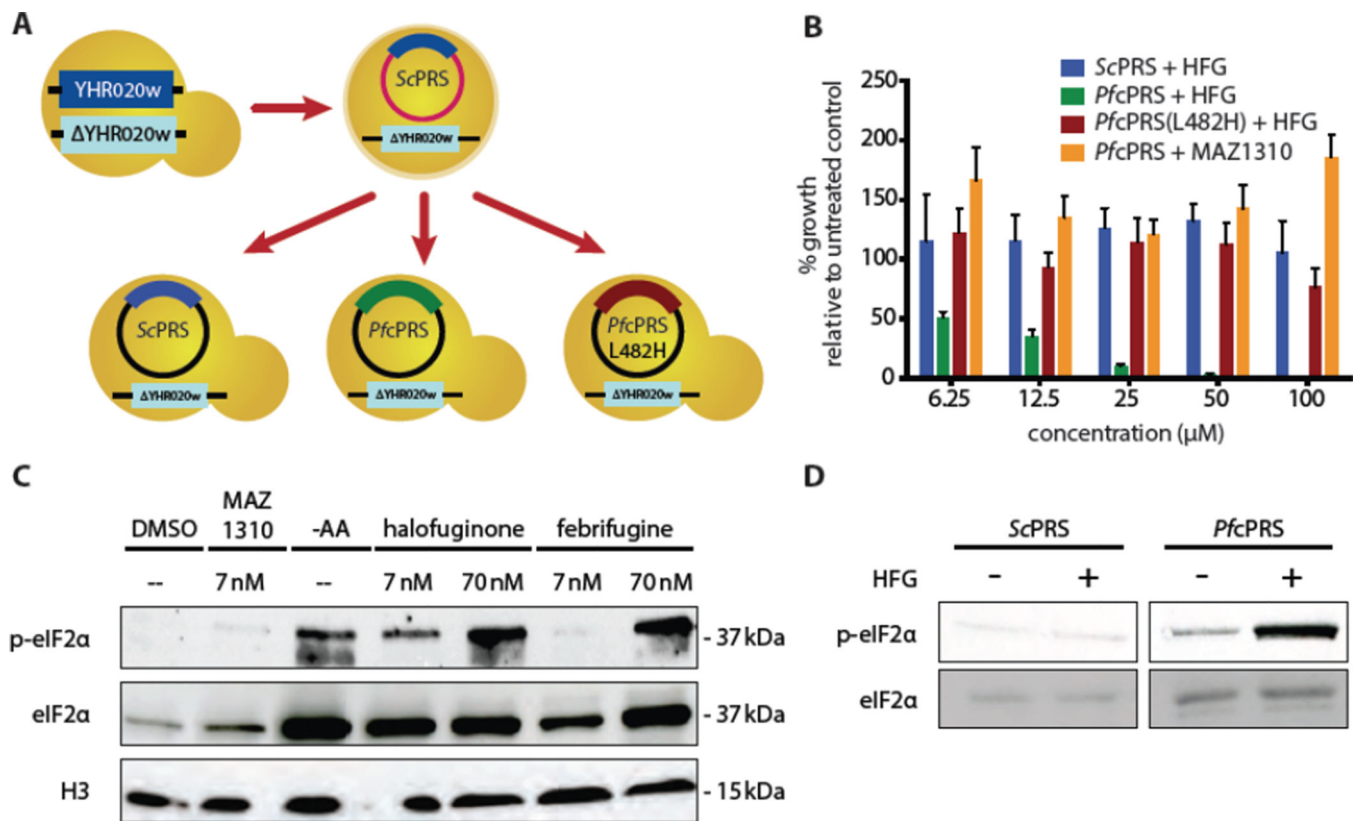 A
YHR020w
ΔYHR020w
ScPRS
ΔYHR020w
ScPRS
ΔYHR020w
PfcPRS
ΔYHR020w
PfcPRS
L482H
ΔYHR020w
B
ScPRS + HFG
PfcPRS + HFG
PfcPRS(L482H) + HFG
PfcPRS + MAZ1310
% growth
relative to untreated control
250
200
150
100
50
0
6.25 12.5 25 50 100
concentration (µM)
C
DMSO MAZ 1310 -AA halofuginone febrifugine
-- 7 nM -- 7 nM 70 nM 7 nM 70 nM
p-eIF2α - 37 kDa
eIF2α - 37 kDa
H3 - 15 kDa
D
ScPRS PfcPRS
HFG - + - +
p-eIF2α
eIF2α